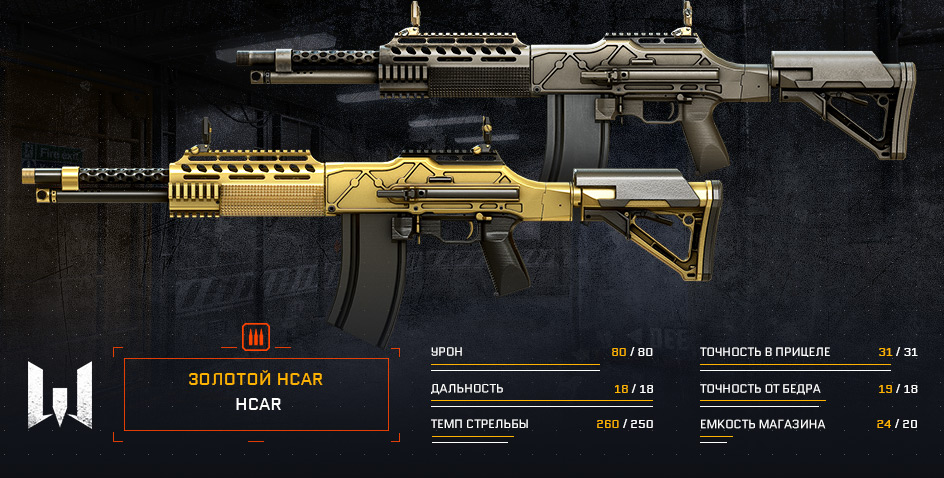 ЗОЛОТОЙ HCAR
HCAR
УРОН 80 / 80
ДАЛЬНОСТЬ 18 / 18
ТЕМП СТРЕЛЬБЫ 260 / 250
ТОЧНОСТЬ В ПРИЦЕЛЕ 31 / 31
ТОЧНОСТЬ ОТ БЕДРА 19 / 18
ЕМКОСТЬ МАГАЗИНА 24 / 20